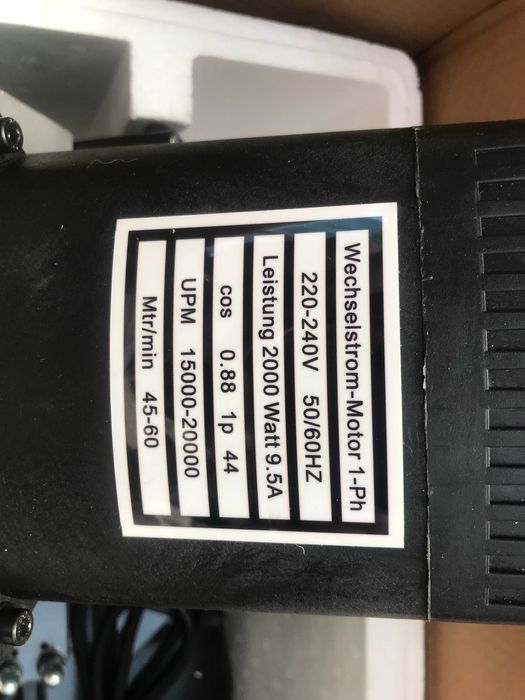 Wechselstrom-Motor 1-Ph
220-240V 50/60HZ
Leistung 2000 Watt 9.5A
cos 0.88 1p 44
UPM 15000-20000
Mtr/min 45-60